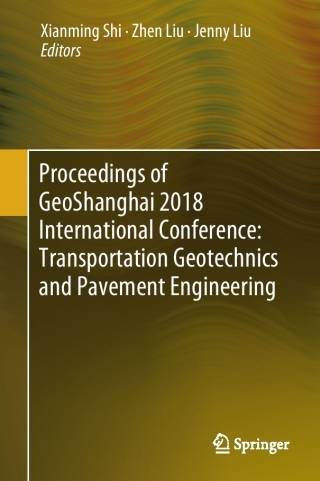 Xianming Shi · Zhen Liu · Jenny Liu
Editors
Proceedings of
GeoShanghai 2018
International Conference:
Transportation Geotechnics
and Pavement Engineering
Springer